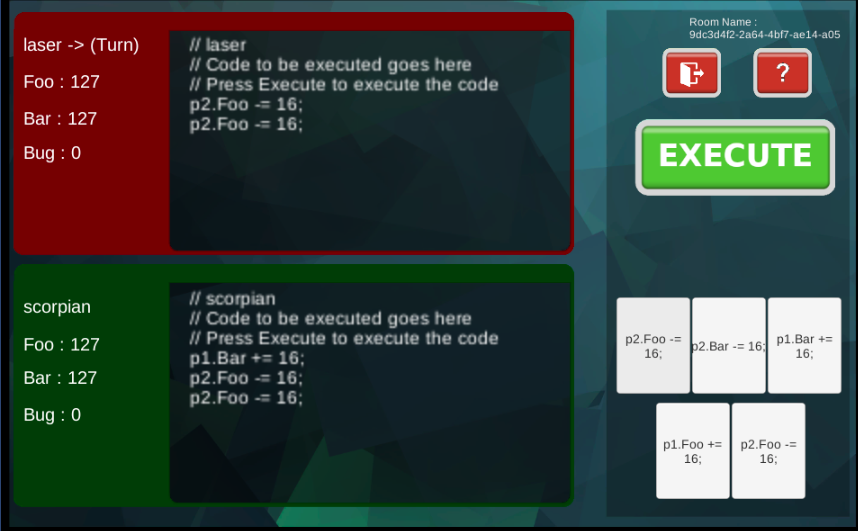 laser -> (Turn)
Foo : 127
Bar : 127
Bug : 0
// laser
// Code to be executed goes here
// Press Execute to execute the code
p2.Foo -= 16;
p2.Foo -= 16;
scorpian
Foo : 127
Bar : 127
Bug : 0
// scorpian
// Code to be executed goes here
// Press Execute to execute the code
p1.Bar += 16;
p2.Foo -= 16;
p2.Foo -= 16;
Room Name :
9dc3d4f2-2a64-4bf7-ae14-a05
?
EXECUTE
p2.Foo -=
16;
p2.Bar -= 16;
p1.Bar +=
16;
p1.Foo +=
16;
p2.Foo -=
16;